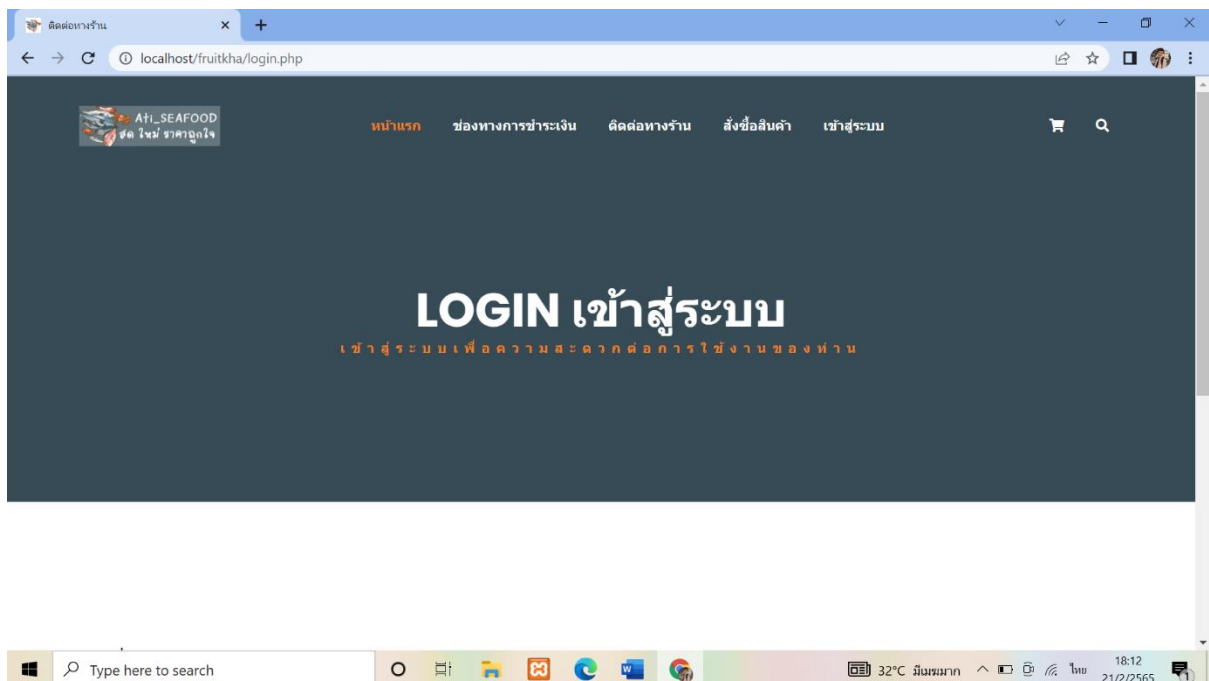 ติดต่อทางร้าน
localhost/fruitkha/login.php
Ati_SEAFOOD
สด ใหม่ ราคาถูกใจ
หน้าแรก ช่องทางการชำระเงิน ติดต่อทางร้าน สั่งซื้อสินค้า เข้าสู่ระบบ
LOGIN เข้าสู่ระบบ
เข้าสู่ระบบเพื่อความสะดวกต่อการใช้งานของท่าน
Type here to search
32°C มีเมฆมาก
ไทย
18:12
21/2/2565
1